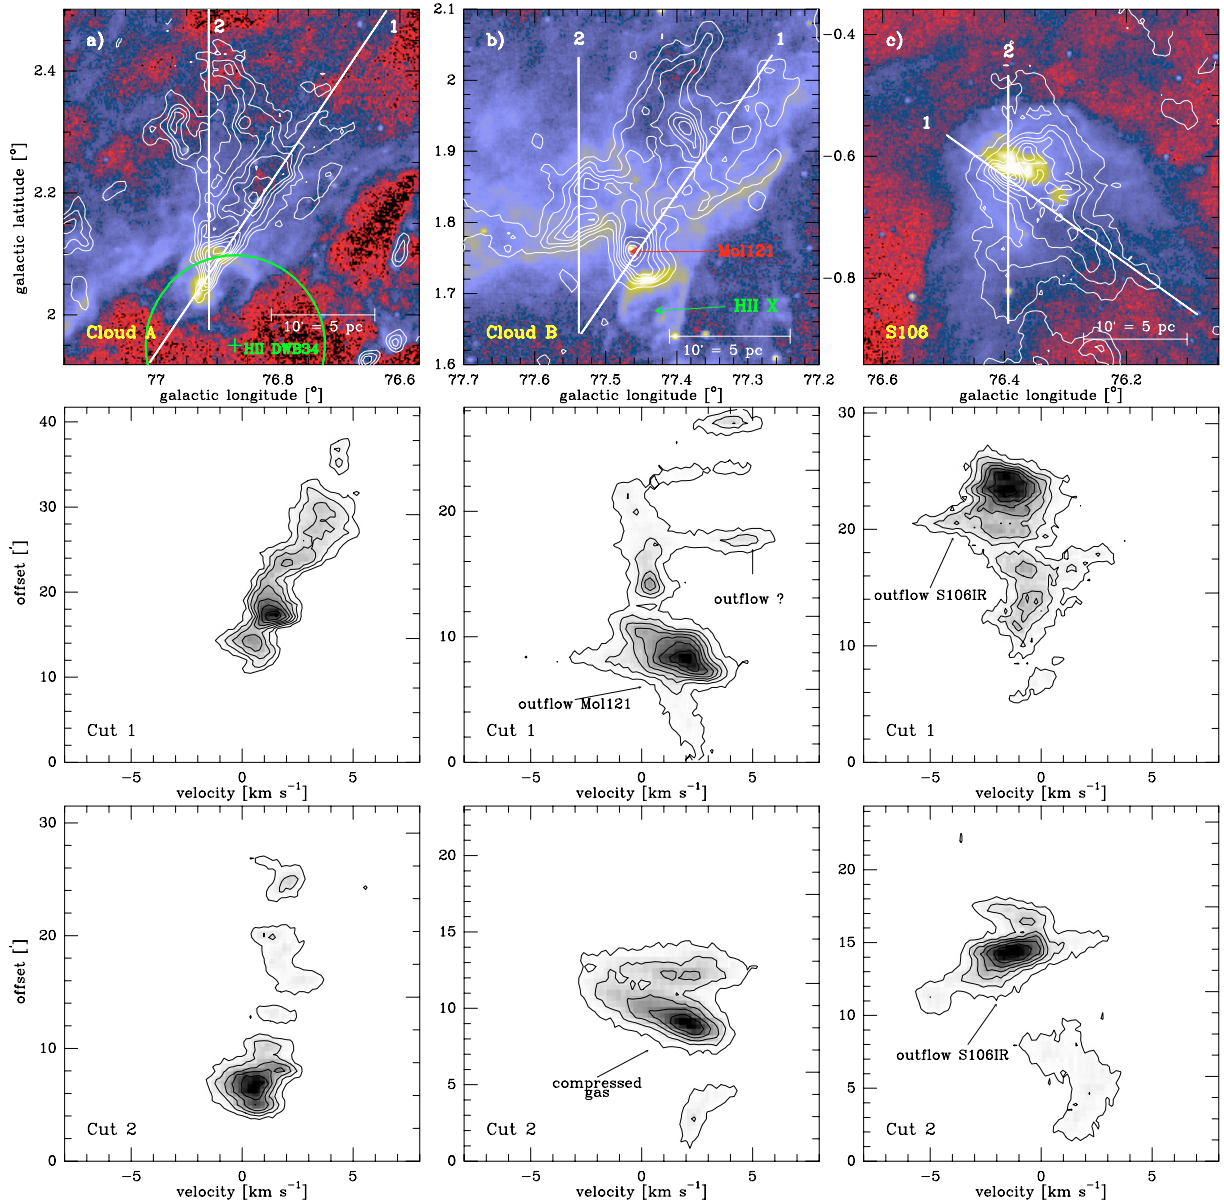 a)
2
1
2.4
2.2
2
galactic latitude [°]
Cloud A
10' = 5 pc
HII DWB34
77
76.8
76.6
galactic longitude [°]
b)
2
1
2.1
2
1.9
1.8
1.7
1.6
Mol121
HII X
Cloud B
10' = 5 pc
77.7
77.6
77.5
77.4
77.3
77.2
galactic longitude [°]
c)
2
1
−0.4
−0.6
−0.8
S106
10' = 5 pc
76.6
76.4
76.2
galactic longitude [°]
40
30
20
10
0
offset [']
Cut 1
−5
0
5
velocity [km s⁻¹]
20
10
0
outflow ?
outflow Mol121
Cut 1
−5
0
5
velocity [km s⁻¹]
30
20
10
0
outflow S106IR
Cut 1
−5
0
5
velocity [km s⁻¹]
30
20
10
0
offset [']
Cut 2
−5
0
5
velocity [km s⁻¹]
20
15
10
5
0
compressed
gas
Cut 2
−5
0
5
velocity [km s⁻¹]
20
15
10
5
0
outflow S106IR
Cut 2
−5
0
5
velocity [km s⁻¹]